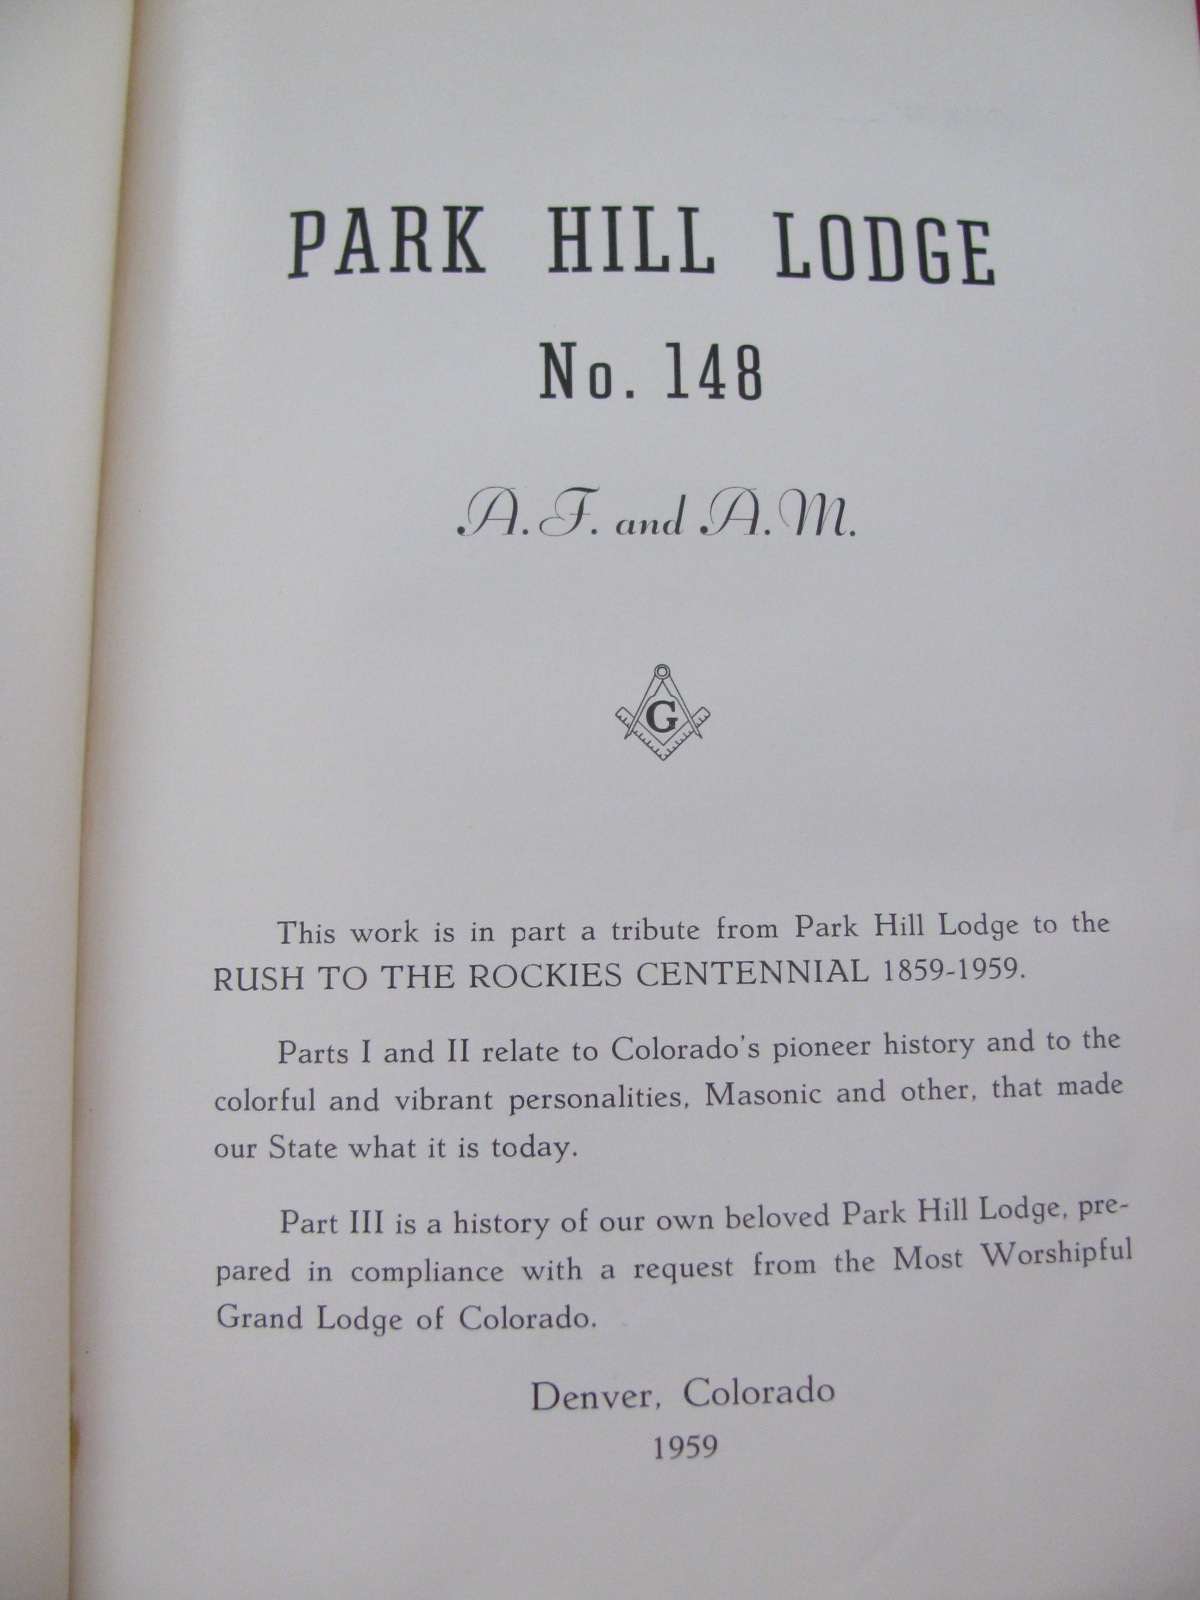 PARK HILL LODGE
No. 148
A. F. and A. M.
G
This work is in part a tribute from Park Hill Lodge to the
RUSH TO THE ROCKIES CENTENNIAL 1859-1959.
Parts I and II relate to Colorado's pioneer history and to the
colorful and vibrant personalities, Masonic and other, that made
our State what it is today.
Part III is a history of our own beloved Park Hill Lodge, pre-
pared in compliance with a request from the Most Worshipful
Grand Lodge of Colorado.
Denver, Colorado
1959